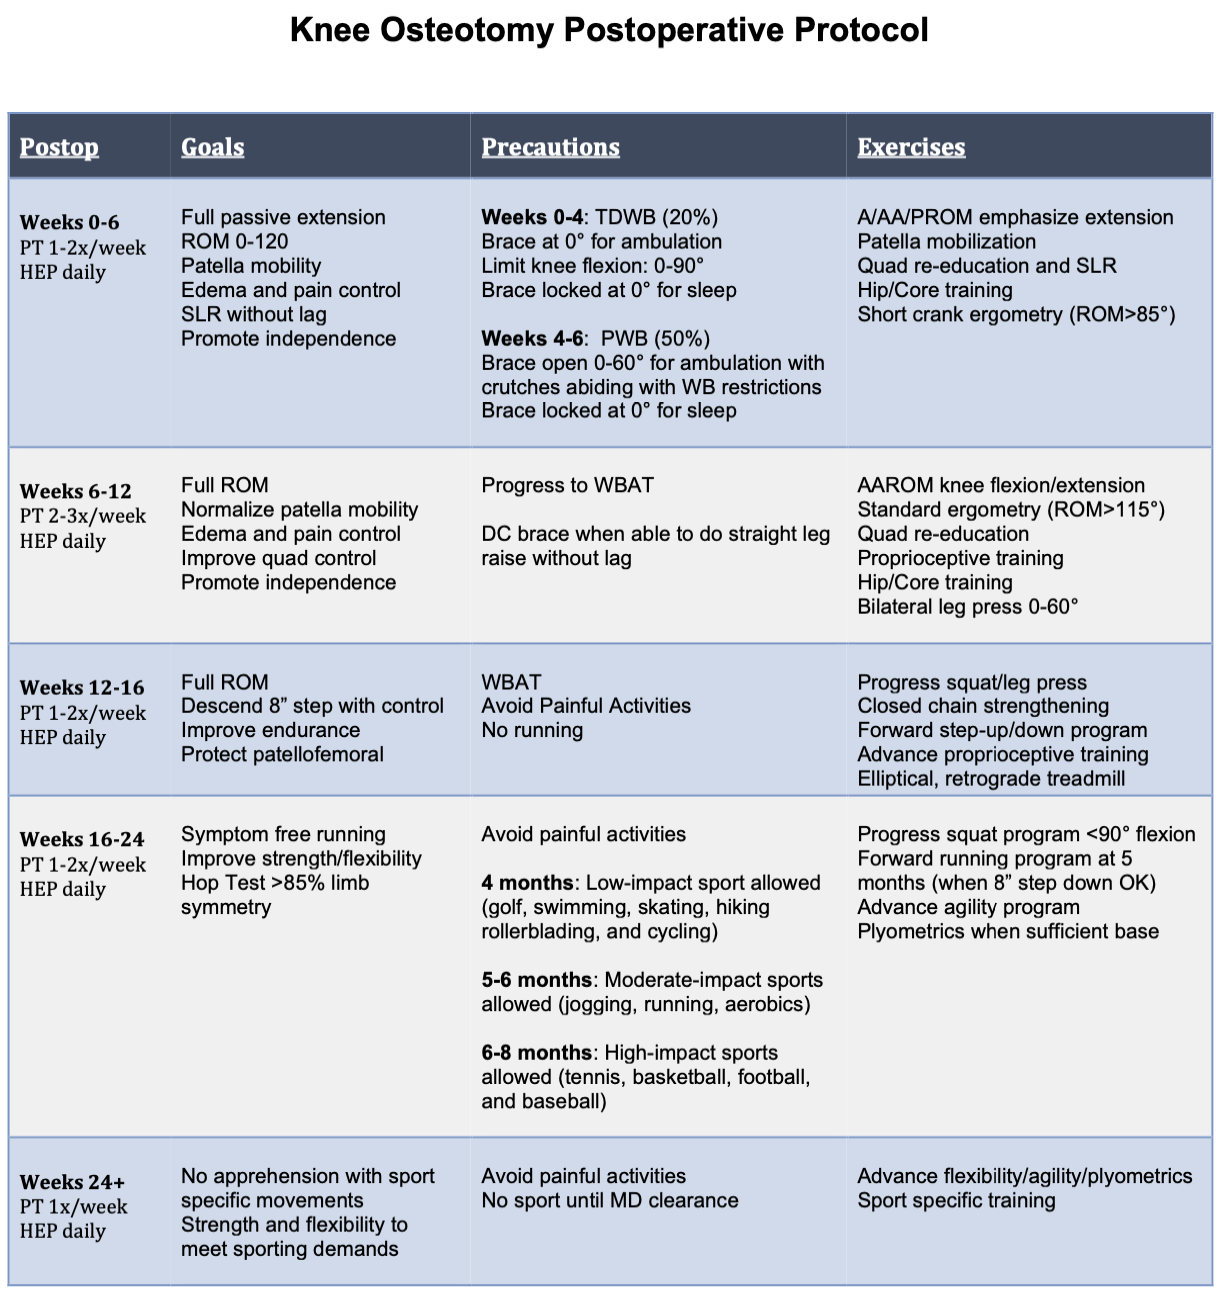 Knee Osteotomy Postoperative Protocol
Postop
Goals
Precautions
Exercises
Weeks 0-6
PT 1-2x/week
HEP daily
Full passive extension
ROM 0-120
Patella mobility
Edema and pain control
SLR without lag
Promote independence
Weeks 0-4: TDWB (20%)
Brace at 0° for ambulation
Limit knee flexion: 0-90°
Brace locked at 0° for sleep
Weeks 4-6:  PWB (50%)
Brace open 0-60° for ambulation with
crutches abiding with WB restrictions
Brace locked at 0° for sleep
A/AA/PROM emphasize extension
Patella mobilization
Quad re-education and SLR
Hip/Core training
Short crank ergometry (ROM>85°)
Weeks 6-12
PT 2-3x/week
HEP daily
Full ROM
Normalize patella mobility
Edema and pain control
Improve quad control
Promote independence
Progress to WBAT
DC brace when able to do straight leg
raise without lag
AAROM knee flexion/extension
Standard ergometry (ROM>115°)
Quad re-education
Proprioceptive training
Hip/Core training
Bilateral leg press 0-60°
Weeks 12-16
PT 1-2x/week
HEP daily
Full ROM
Descend 8” step with control
Improve endurance
Protect patellofemoral
WBAT
Avoid Painful Activities
No running
Progress squat/leg press
Closed chain strengthening
Forward step-up/down program
Advance proprioceptive training
Elliptical, retrograde treadmill
Weeks 16-24
PT 1-2x/week
HEP daily
Symptom free running
Improve strength/flexibility
Hop Test >85% limb
symmetry
Avoid painful activities
4 months: Low-impact sport allowed
(golf, swimming, skating, hiking
rollerblading, and cycling)
5-6 months: Moderate-impact sports
allowed (jogging, running, aerobics)
6-8 months: High-impact sports
allowed (tennis, basketball, football,
and baseball)
Progress squat program <90° flexion
Forward running program at 5
months (when 8” step down OK)
Advance agility program
Plyometrics when sufficient base
Weeks 24+
PT 1x/week
HEP daily
No apprehension with sport
specific movements
Strength and flexibility to
meet sporting demands
Avoid painful activities
No sport until MD clearance
Advance flexibility/agility/plyometrics
Sport specific training